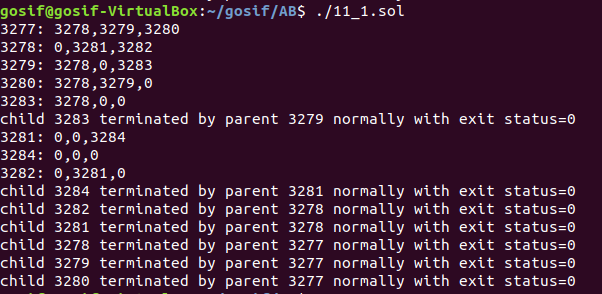 gosif@gosif-VirtualBox:~/gosif/AB$ ./11_1.sol
3277: 3278,3279,3280
3278: 0,3281,3282
3279: 3278,0,3283
3280: 3278,3279,0
3283: 3278,0,0
child 3283 terminated by parent 3279 normally with exit status=0
3281: 0,0,3284
3284: 0,0,0
3282: 0,3281,0
child 3284 terminated by parent 3281 normally with exit status=0
child 3282 terminated by parent 3278 normally with exit status=0
child 3281 terminated by parent 3278 normally with exit status=0
child 3278 terminated by parent 3277 normally with exit status=0
child 3279 terminated by parent 3277 normally with exit status=0
child 3280 terminated by parent 3277 normally with exit status=0